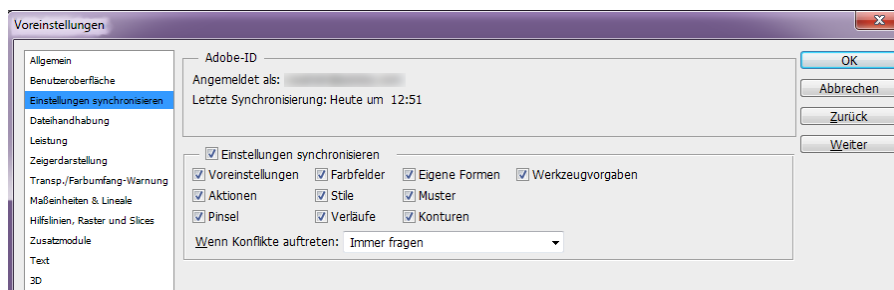 Voreinstellungen
Allgemein
Benutzeroberfläche
Einstellungen synchronisieren
Dateihandhabung
Leistung
Zeigerdarstellung
Transp./Farbumfang-Warnung
Maßeinheiten & Lineale
Hilfslinien, Raster und Slices
Zusatzmodule
Text
3D
Adobe-ID
Angemeldet als:
Letzte Synchronisierung: Heute um 12:51
Einstellungen synchronisieren
Voreinstellungen Farbfelder Eigene Formen Werkzeugvorgaben
Aktionen Stile Muster
Pinsel Verläufe Konturen
Wenn Konflikte auftreten: Immer fragen
OK
Abbrechen
Zurück
Weiter